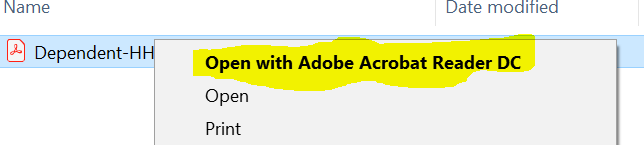 Name Date modified
Dependent-HH
Open with Adobe Acrobat Reader DC
Open
Print